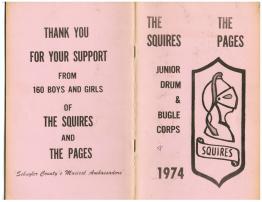 THANK YOU
FOR YOUR SUPPORT
FROM
160 BOYS AND GIRLS
OF
THE SQUIRES
AND
THE PAGES
Schuyler County's Musical Ambassadors
THE SQUIRES
THE PAGES
JUNIOR
DRUM
&
BUGLE
CORPS
1974
SQUIRES